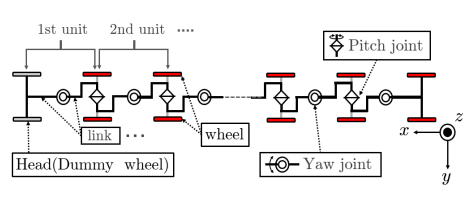 1st unit 2nd unit ....
Pitch joint
link ...
wheel
Head(Dummy wheel)
Yaw joint
x
z
y